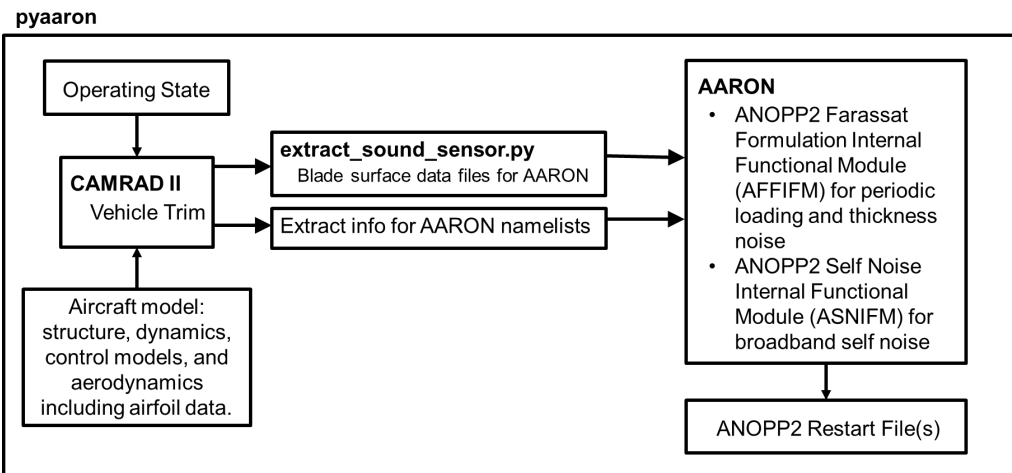 pyaaron
Operating State
CAMRAD II
Vehicle Trim
Aircraft model:
structure, dynamics,
control models, and
aerodynamics
including airfoil data.
extract_sound_sensor.py
Blade surface data files for AARON
Extract info for AARON namelists
AARON
• ANOPP2 Farassat
Formulation Internal
Functional Module
(AFFIFM) for periodic
loading and thickness
noise
• ANOPP2 Self Noise
Internal Functional
Module (ASNIFM) for
broadband self noise
ANOPP2 Restart File(s)